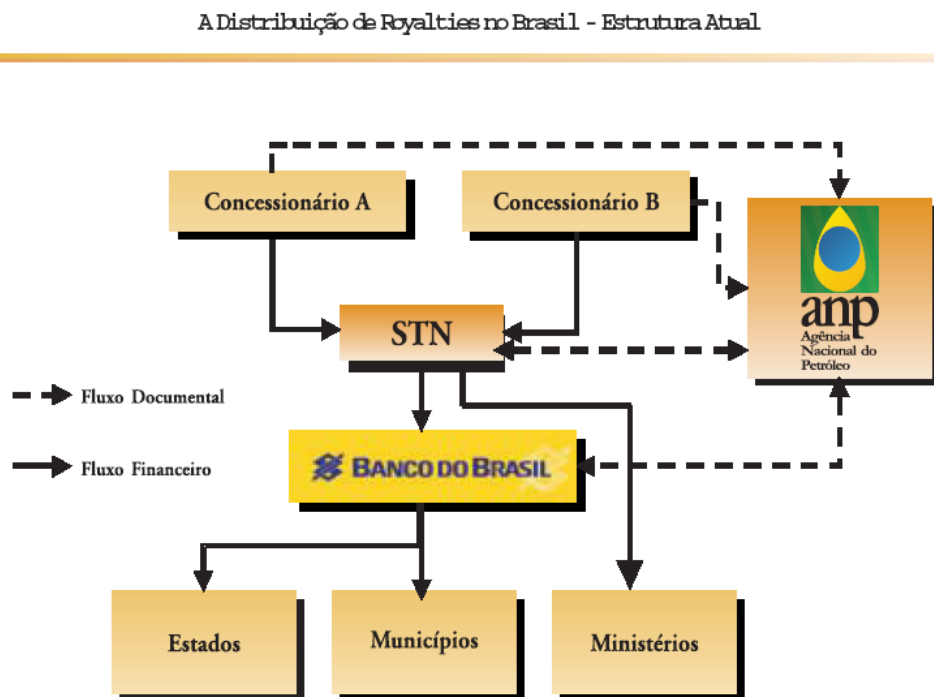 A Distribuição de Royalties no Brasil - Estrutura Atual
Concessionário A
Concessionário B
anp
Agência
Nacional do
Petróleo
STN
Fluxo Documental
Fluxo Financeiro
BANCO DO BRASIL
Estados
Municípios
Ministérios